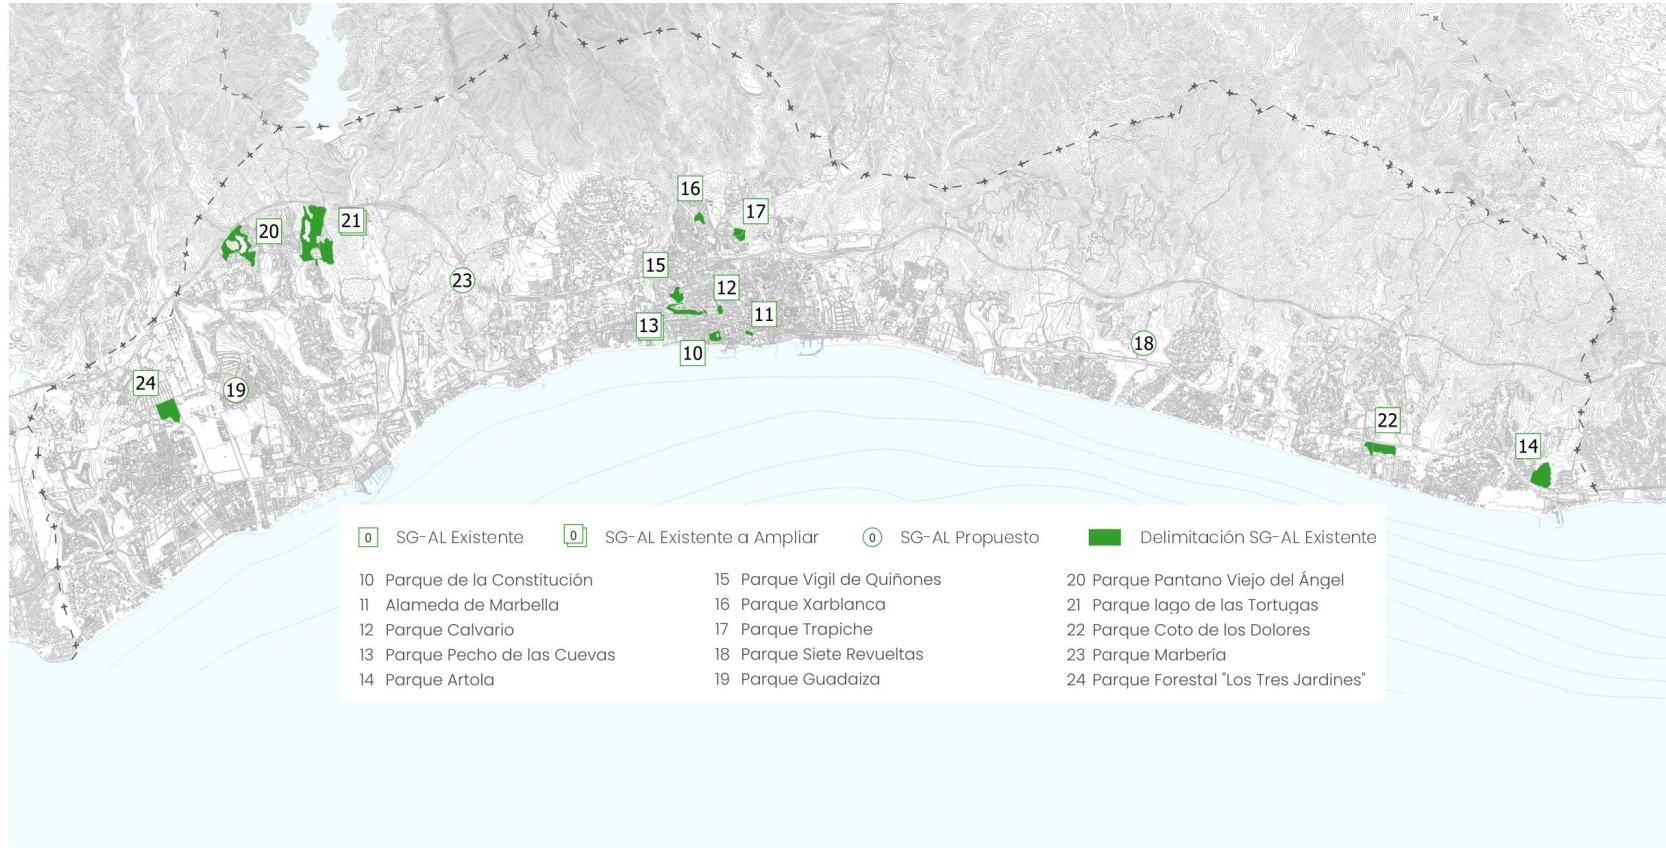 16
17
21
20
15
23
12
11
13
18
10
24
19
22
14
0 SG-AL Existente
0 SG-AL Existente a Ampliar
0 SG-AL Propuesto
Delimitación SG-AL Existente
10 Parque de la Constitución
11 Alameda de Marbella
12 Parque Calvario
13 Parque Pecho de las Cuevas
14 Parque Artola
15 Parque Vigil de Quiñones
16 Parque Xarblanca
17 Parque Trapiche
18 Parque Siete Revueltas
19 Parque Guadaiza
20 Parque Pantano Viejo del Ángel
21 Parque lago de las Tortugas
22 Parque Coto de los Dolores
23 Parque Marbería
24 Parque Forestal "Los Tres Jardines"